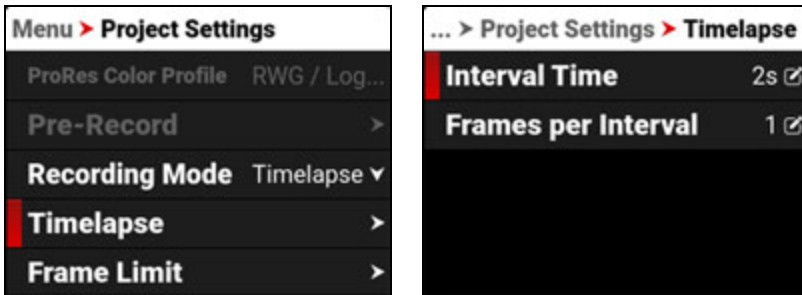 Menu > Project Settings
ProRes Color Profile RWG / Log...
Pre-Record >
Recording Mode Timelapse
Timelapse >
Frame Limit >
... > Project Settings > Timelapse
Interval Time 2s
Frames per Interval 1